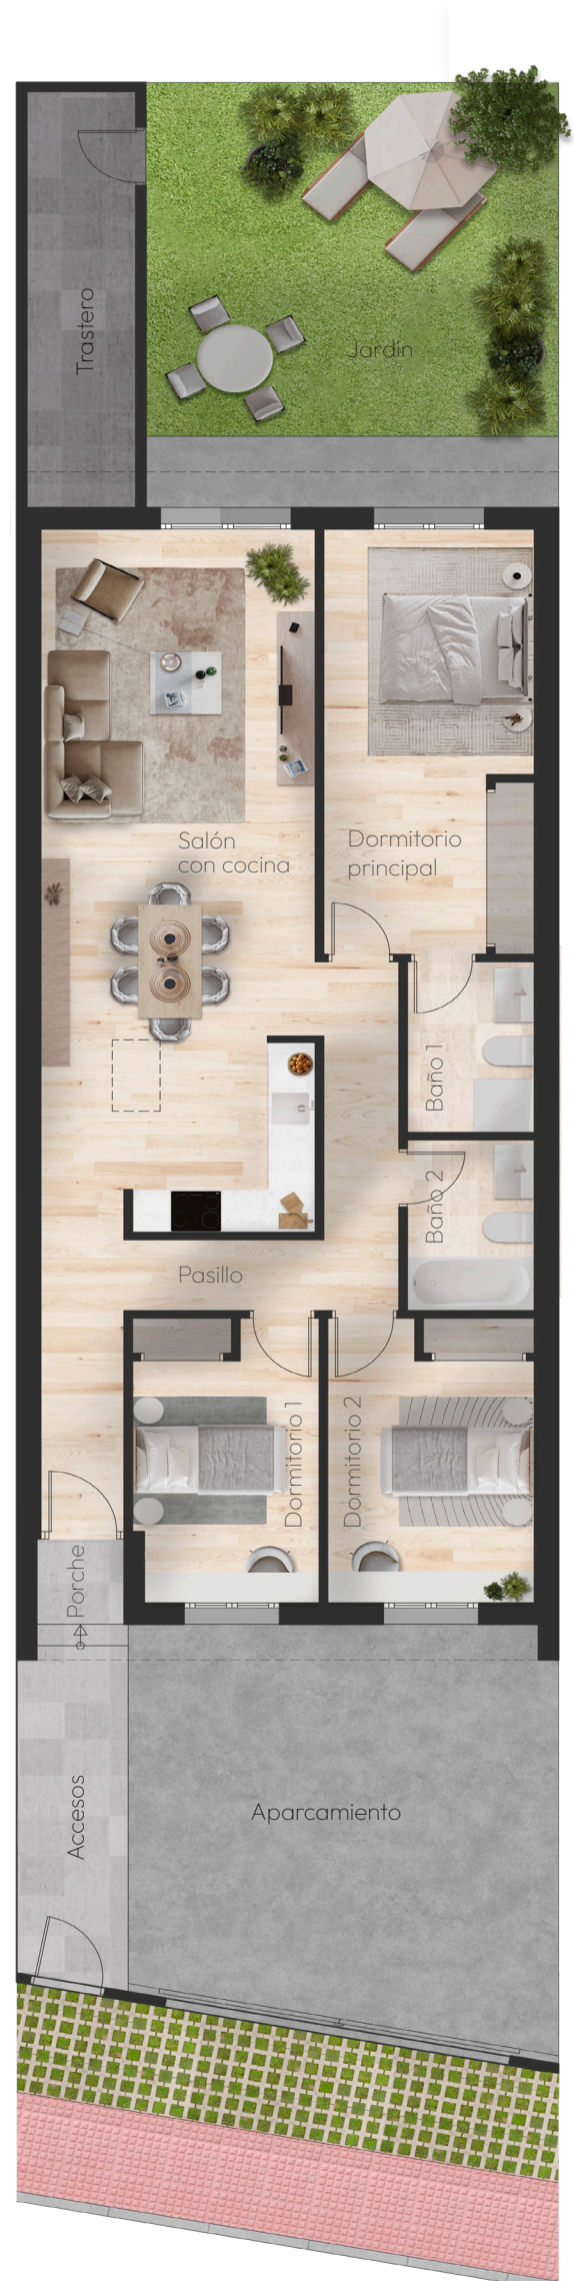 Trastero
Jardín
Salón
con cocina
Dormitorio
principal
Baño 1
Baño 2
Pasillo
Dormitorio 1
Dormitorio 2
Porche
Accesos
Aparcamiento